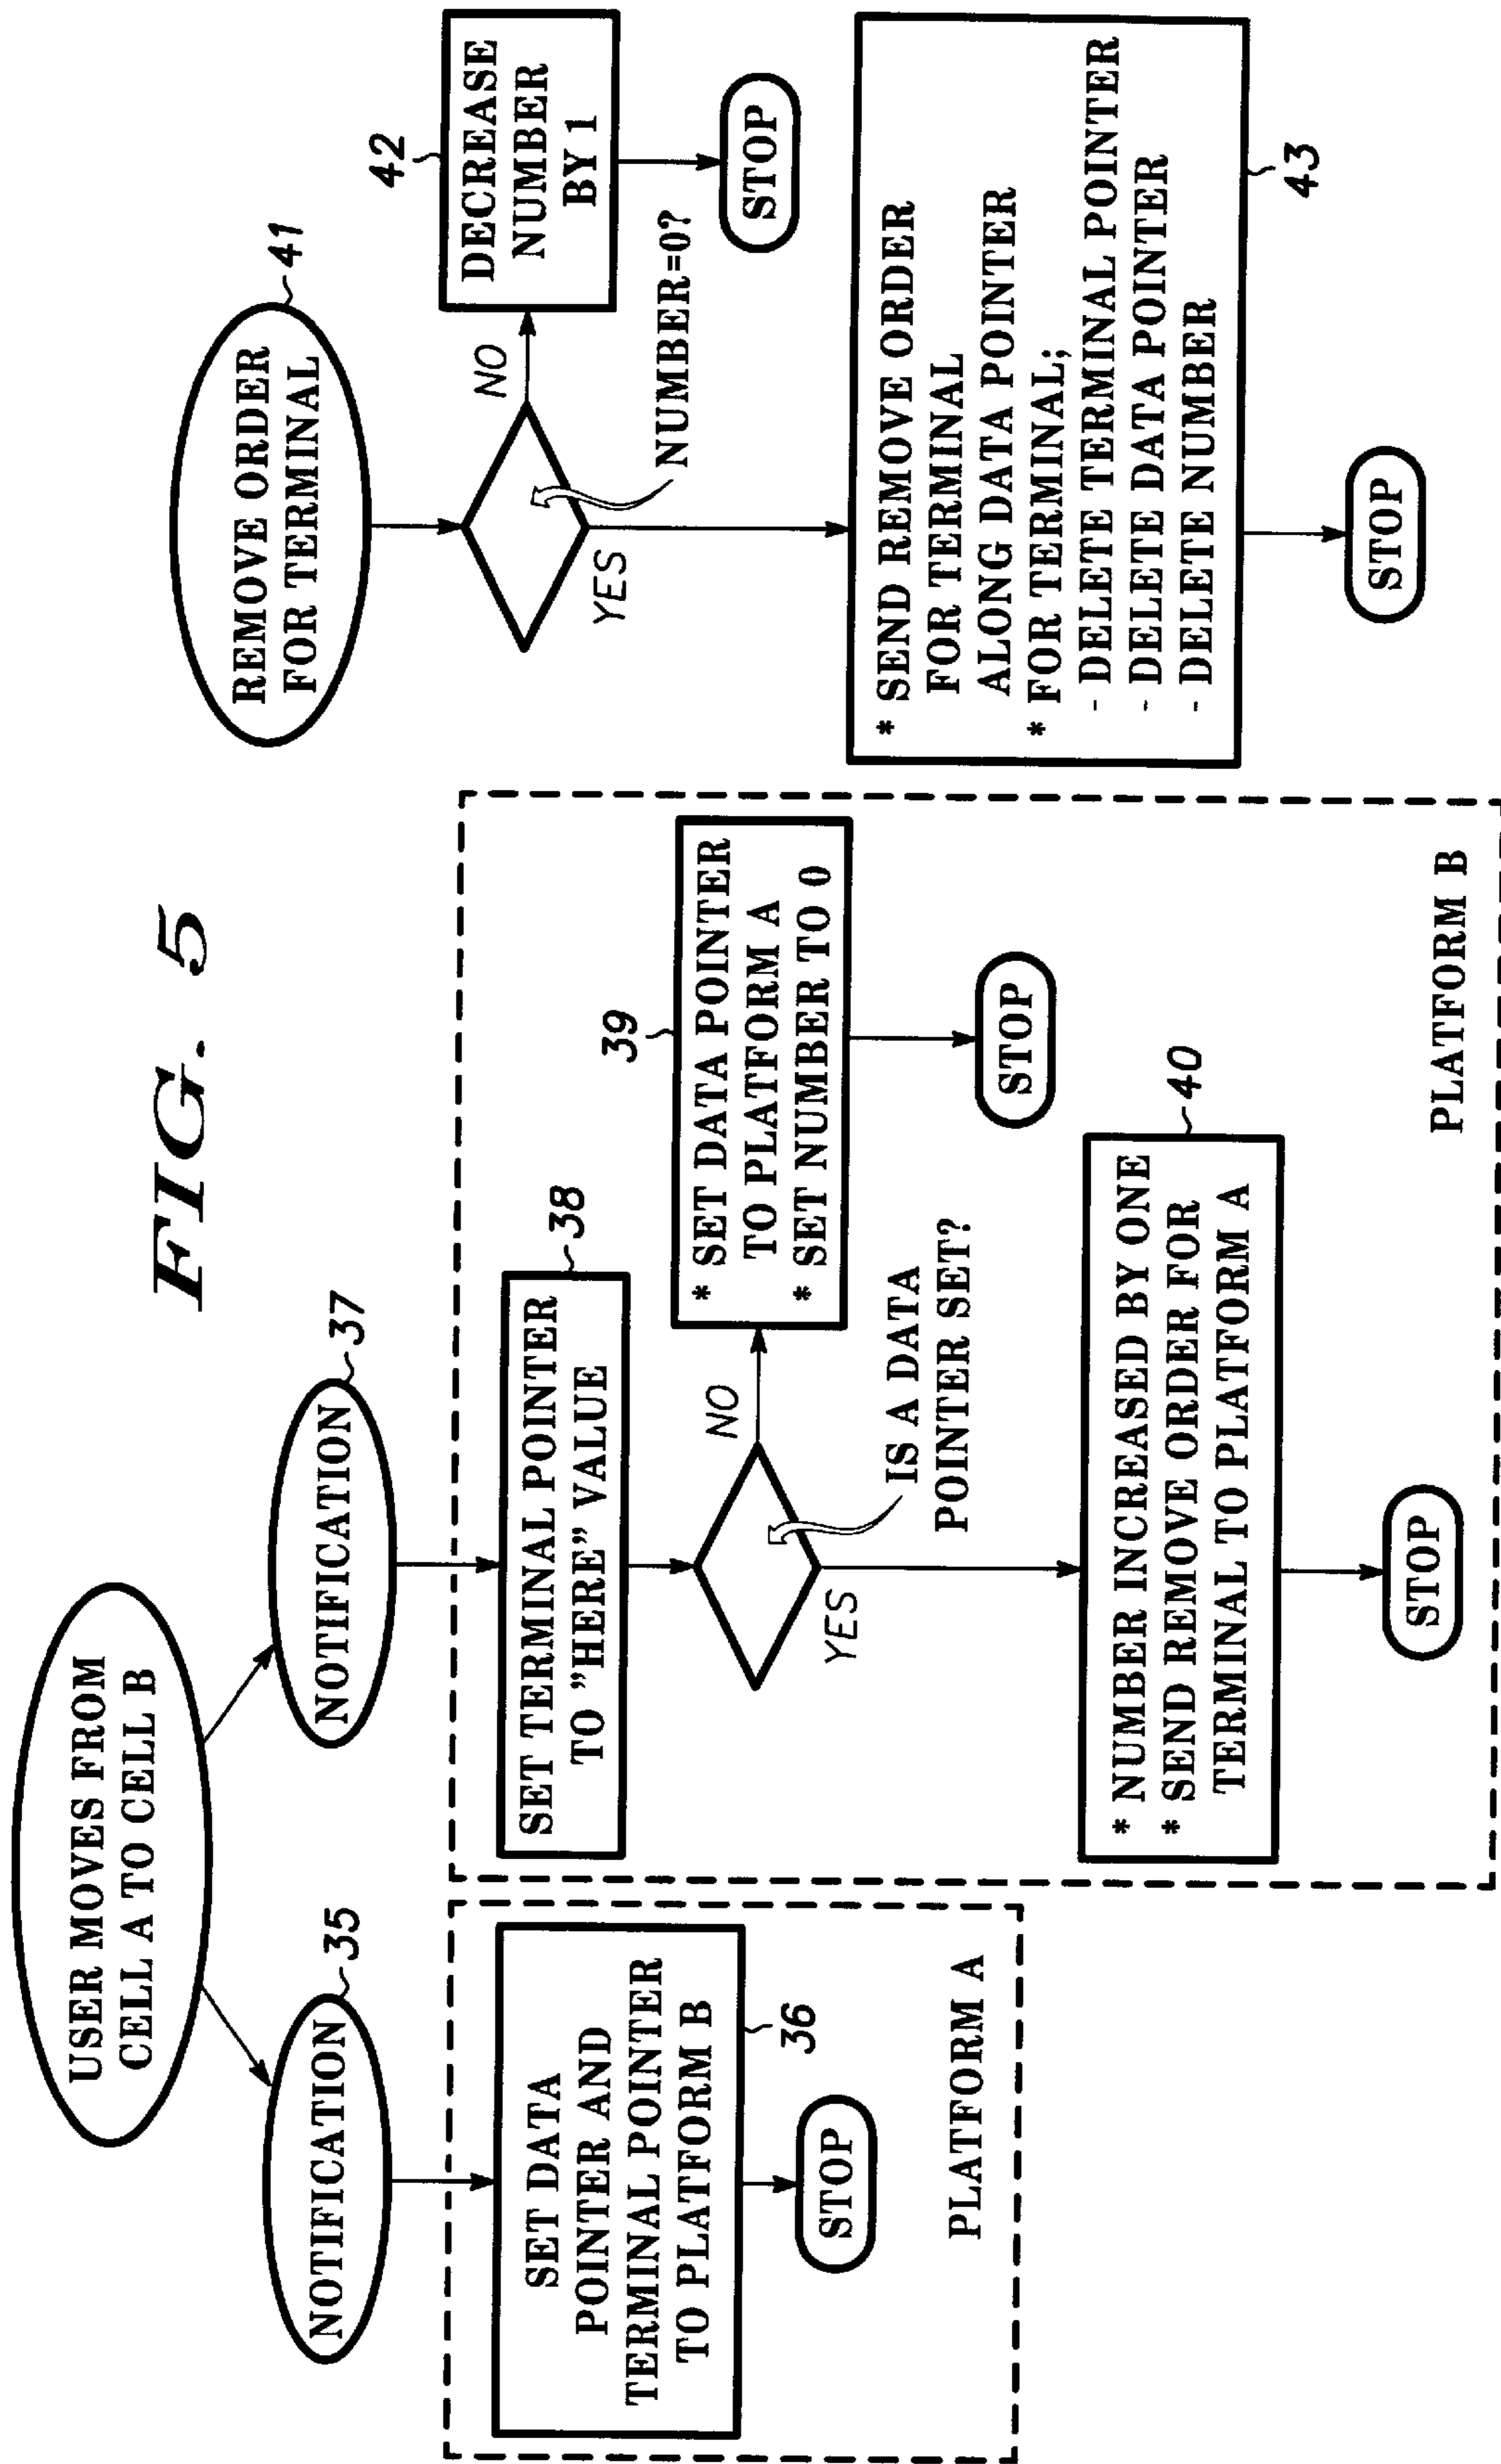 FIG. 5
USER MOVES FROM
CELL A TO CELL B
NOTIFICATION
35
SET DATA
POINTER AND
TERMINAL POINTER
TO PLATFORM B
36
STOP
PLATFORM A
NOTIFICATION
37
SET TERMINAL POINTER
TO "HERE" VALUE
38
NO
39
* SET DATA POINTER
TO PLATFORM A
* SET NUMBER TO 0
STOP
IS A DATA
POINTER SET?
YES
* NUMBER INCREASED BY ONE
* SEND REMOVE ORDER FOR
TERMINAL TO PLATFORM A
40
STOP
PLATFORM B
REMOVE ORDER
FOR TERMINAL
41
NO
42
DECREASE
NUMBER
BY 1
STOP
NUMBER=0?
YES
* SEND REMOVE ORDER
FOR TERMINAL
ALONG DATA POINTER
* FOR TERMINAL;
- DELETE TERMINAL POINTER
- DELETE DATA POINTER
- DELETE NUMBER
43
STOP